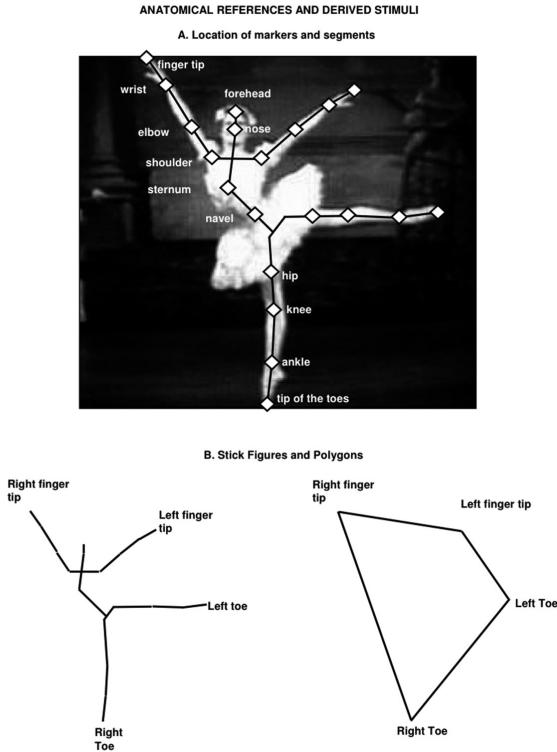 ANATOMICAL REFERENCES AND DERIVED STIMULI
A. Location of markers and segments
finger tip
wrist
forehead
elbow
nose
shoulder
sternum
navel
hip
knee
ankle
tip of the toes
B. Stick Figures and Polygons
Right finger
tip
Left finger
tip
Left toe
Right
Toe
Right finger
tip
Left finger tip
Left Toe
Right Toe